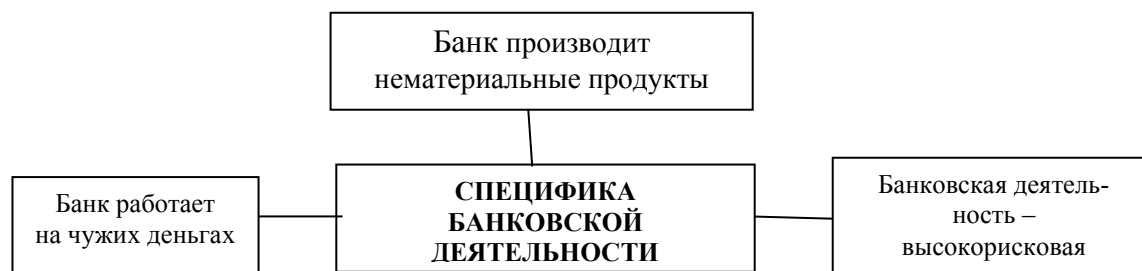 Банк производит
нематериальные продукты
Банк работает
на чужих деньгах
СПЕЦИФИКА
БАНКОВСКОЙ
ДЕЯТЕЛЬНОСТИ
Банковская деятель-
ность –
высокорисковая